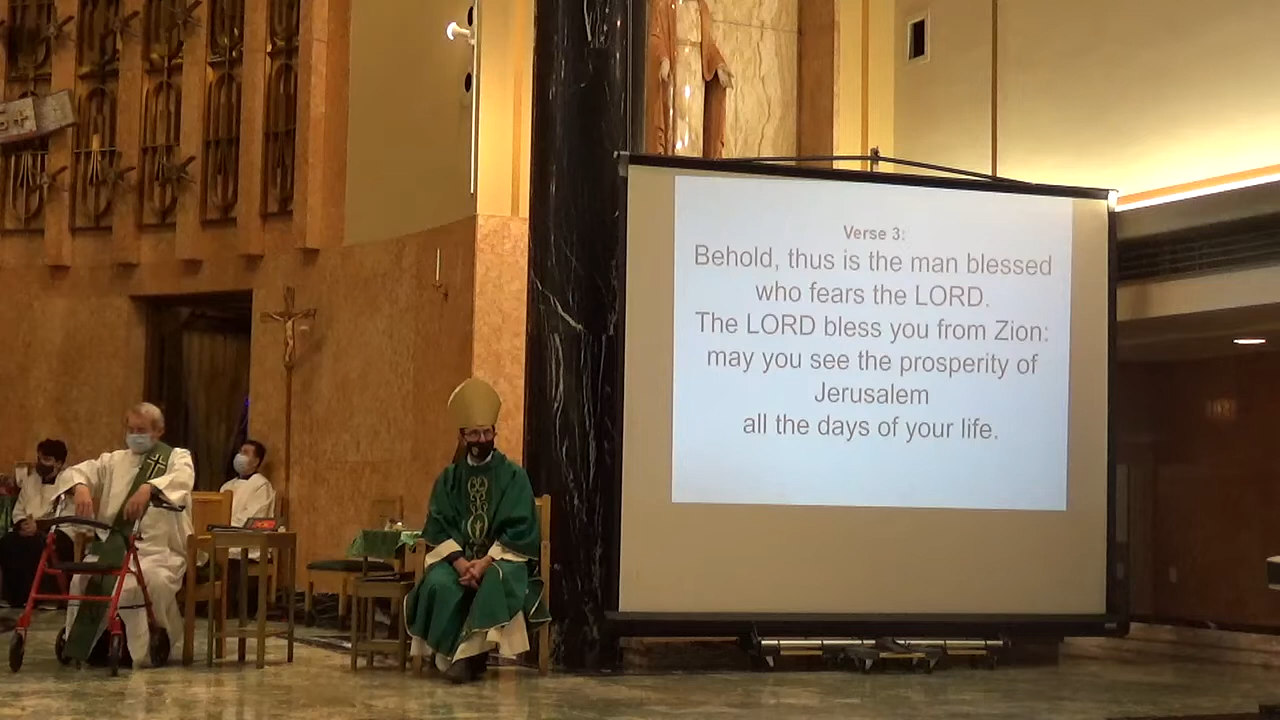 Verse 3:
Behold, thus is the man blessed
who fears the LORD.
The LORD bless you from Zion:
may you see the prosperity of
Jerusalem
all the days of your life.